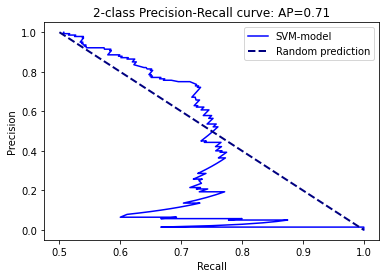 2-class Precision-Recall curve: AP=0.71
SVM-model
Random prediction
Precision
1.0
0.8
0.6
0.4
0.2
0.0
0.5 0.6 0.7 0.8 0.9 1.0
Recall